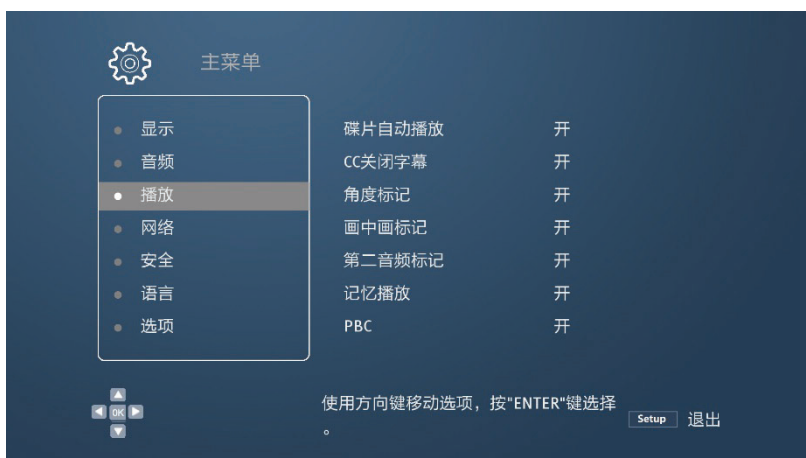 主菜单
显示
音频
播放
网络
安全
语言
选项
碟片自动播放 开
CC关闭字幕 开
角度标记 开
画中画标记 开
第二音频标记 开
记忆播放 开
PBC 开
OK
使用方向键移动选项，按"ENTER"键选择
。
Setup 退出